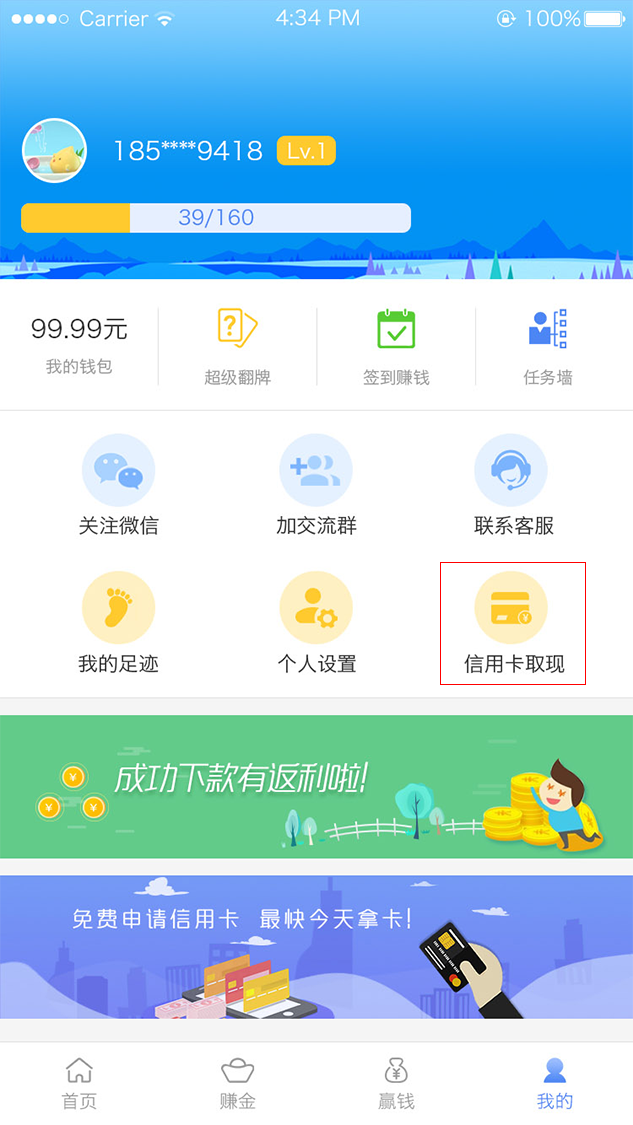 Carrier 4:34 PM 100%
185****9418 Lv.1
39/160
99.99元
我的钱包 超级翻牌 签到赚钱 任务墙
关注微信 加交流群 联系客服
我的足迹 个人设置 信用卡取现
成功下款有返利啦!
免费申请信用卡 最快今天拿卡!
首页 赚金 赢钱 我的